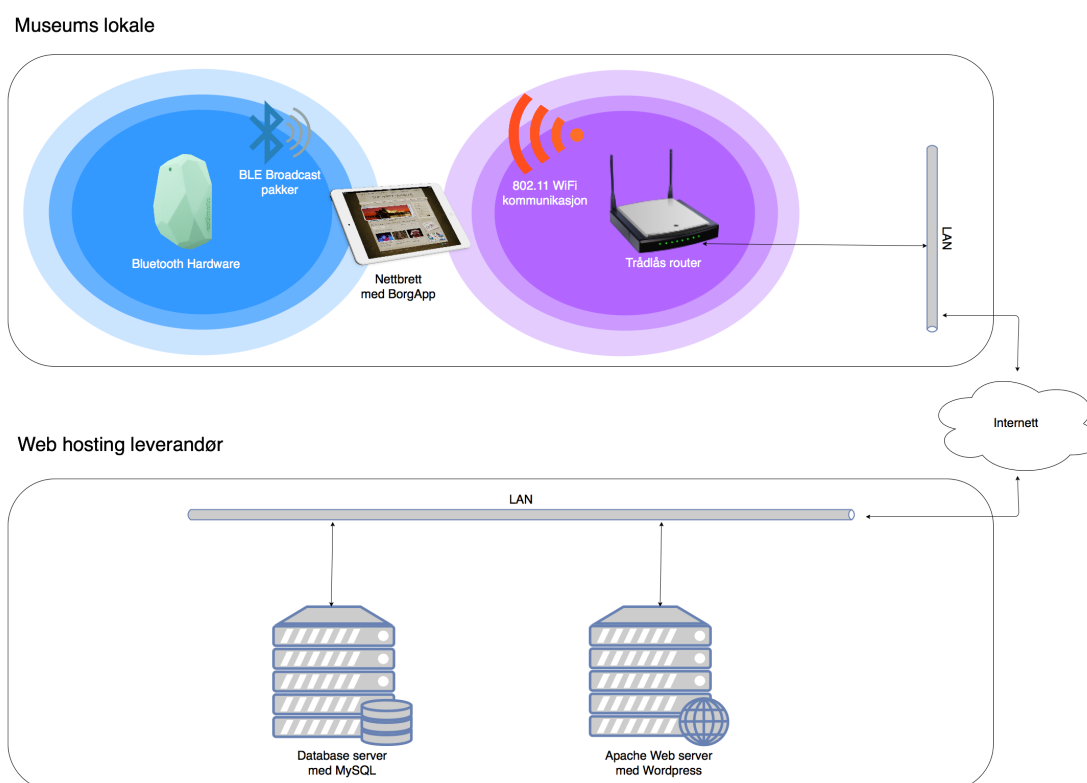 Museums lokale
BLE Broadcast
pakker
802.11 WiFi
kommunikasjon
Bluetooth Hardware
Trådlås router
Nettbrett
med BorgApp
LAN
Internett
Web hosting leverandør
LAN
Database server
med MySQL
Apache Web server
med Wordpress